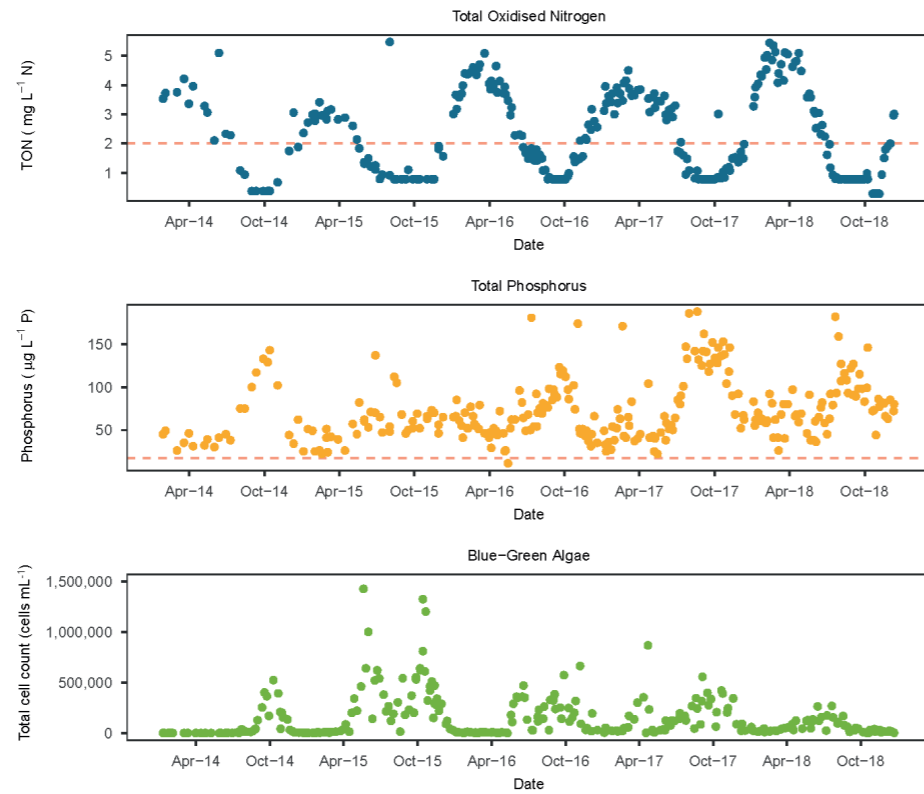 Total Oxidised Nitrogen
TON ( mg L⁻¹ N)
5
4
3
2
1
Apr−14 Oct−14 Apr−15 Oct−15 Apr−16 Oct−16 Apr−17 Oct−17 Apr−18 Oct−18
Date
Total Phosphorus
Phosphorus ( µg L⁻¹ P)
150
100
50
Apr−14 Oct−14 Apr−15 Oct−15 Apr−16 Oct−16 Apr−17 Oct−17 Apr−18 Oct−18
Date
Blue−Green Algae
Total cell count (cells mL⁻¹)
1,500,000
1,000,000
500,000
0
Apr−14 Oct−14 Apr−15 Oct−15 Apr−16 Oct−16 Apr−17 Oct−17 Apr−18 Oct−18
Date